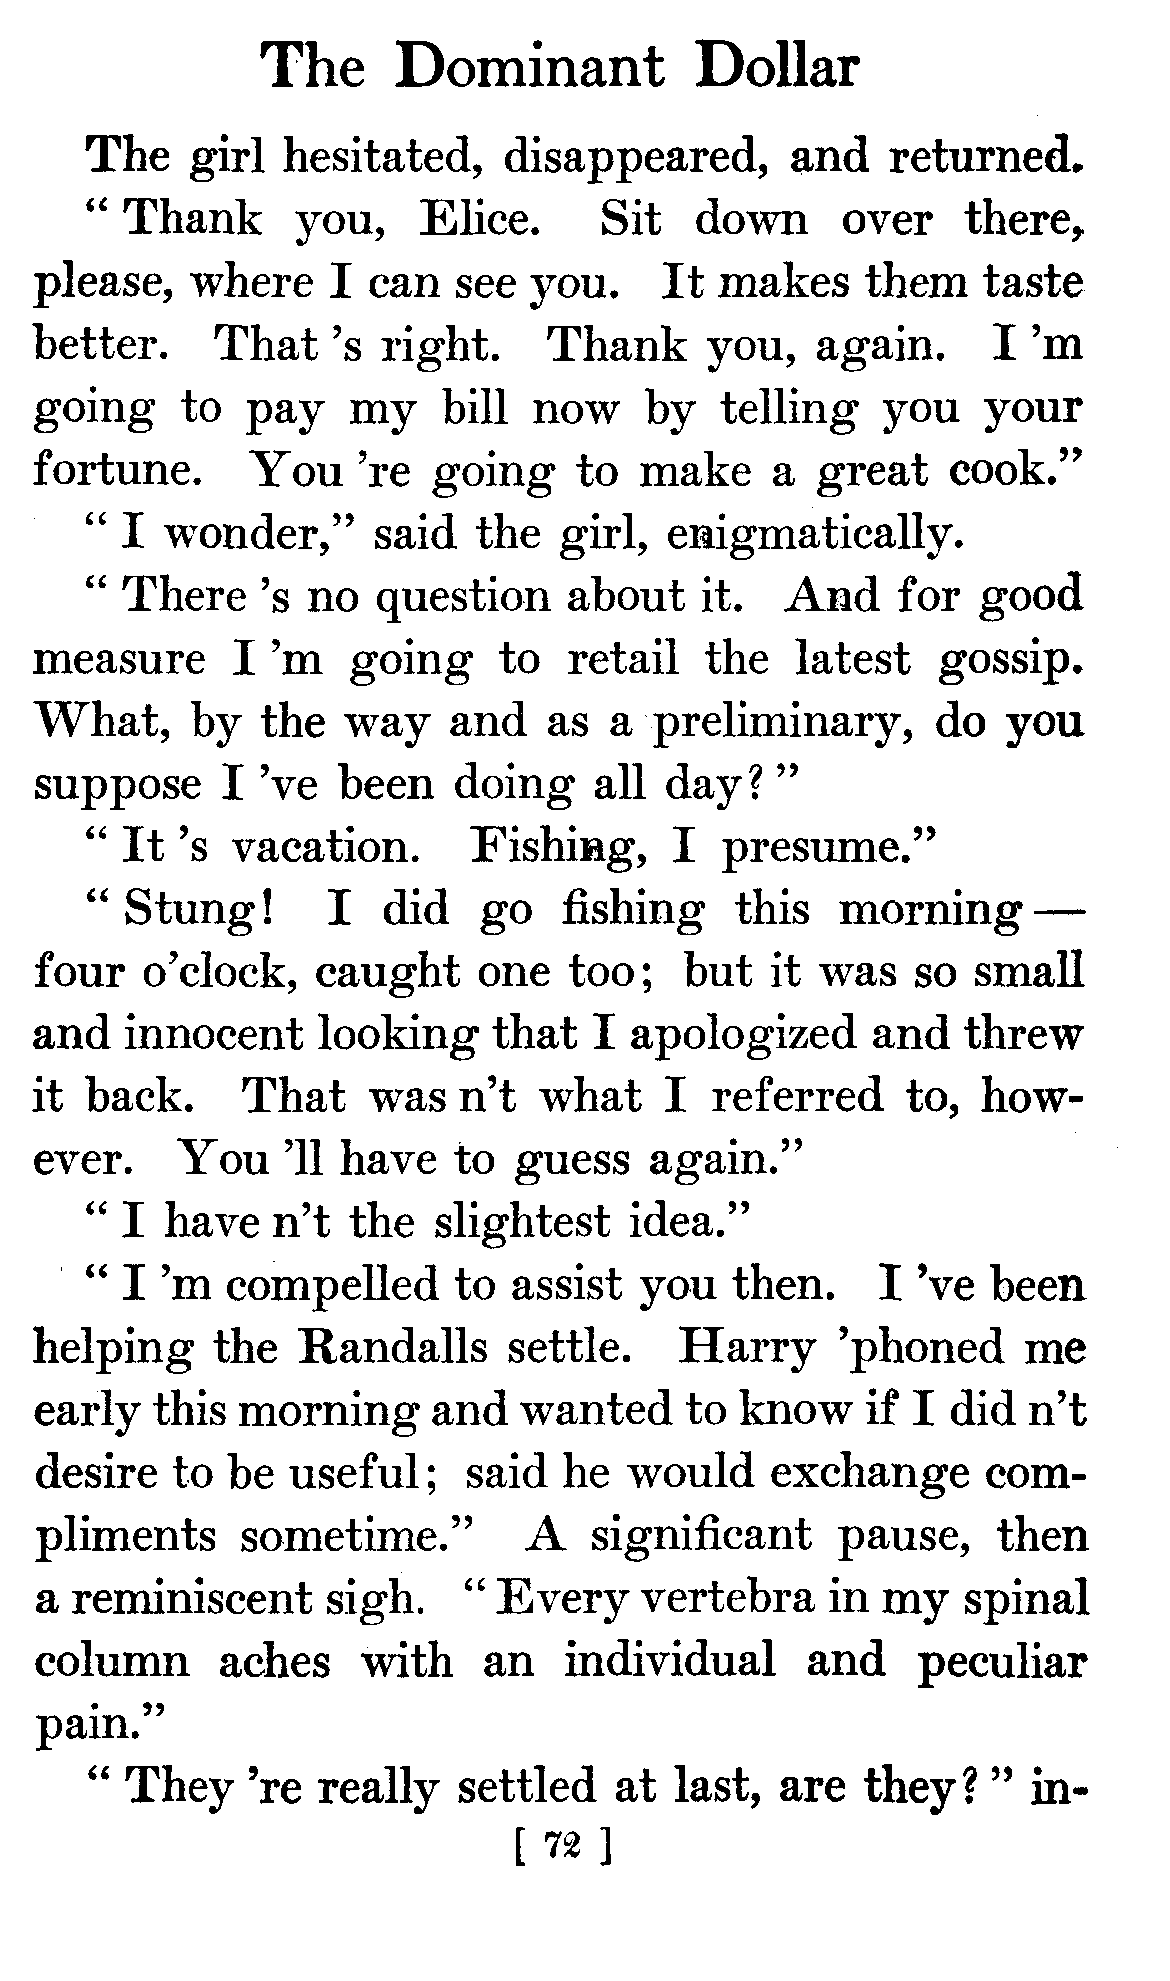 The Dominant Dollar
The girl hesitated, disappeared, and returned.
“ Thank you, Elice. Sit down over there,
please, where I can see you. It makes them taste
better. That ’s right. Thank you, again. I ’m
going to pay my bill now by telling you your
fortune. You ’re going to make a great cook.”
“ I wonder,” said the girl, enigmatically.
“ There ’s no question about it. And for good
measure I ’m going to retail the latest gossip.
What, by the way and as a preliminary, do you
suppose I ’ve been doing all day? ”
“ It ’s vacation. Fishing, I presume.”
“ Stung! I did go fishing this morning —
four o’clock, caught one too; but it was so small
and innocent looking that I apologized and threw
it back. That was n’t what I referred to, how-
ever. You ’ll have to guess again.”
“ I have n’t the slightest idea.”
“ I ’m compelled to assist you then. I ’ve been
helping the Randalls settle. Harry ’phoned me
early this morning and wanted to know if I did n’t
desire to be useful; said he would exchange com-
pliments sometime.” A significant pause, then
a reminiscent sigh. “ Every vertebra in my spinal
column aches with an individual and peculiar
pain.”
“ They ’re really settled at last, are they? ” in-
[ 72 ]